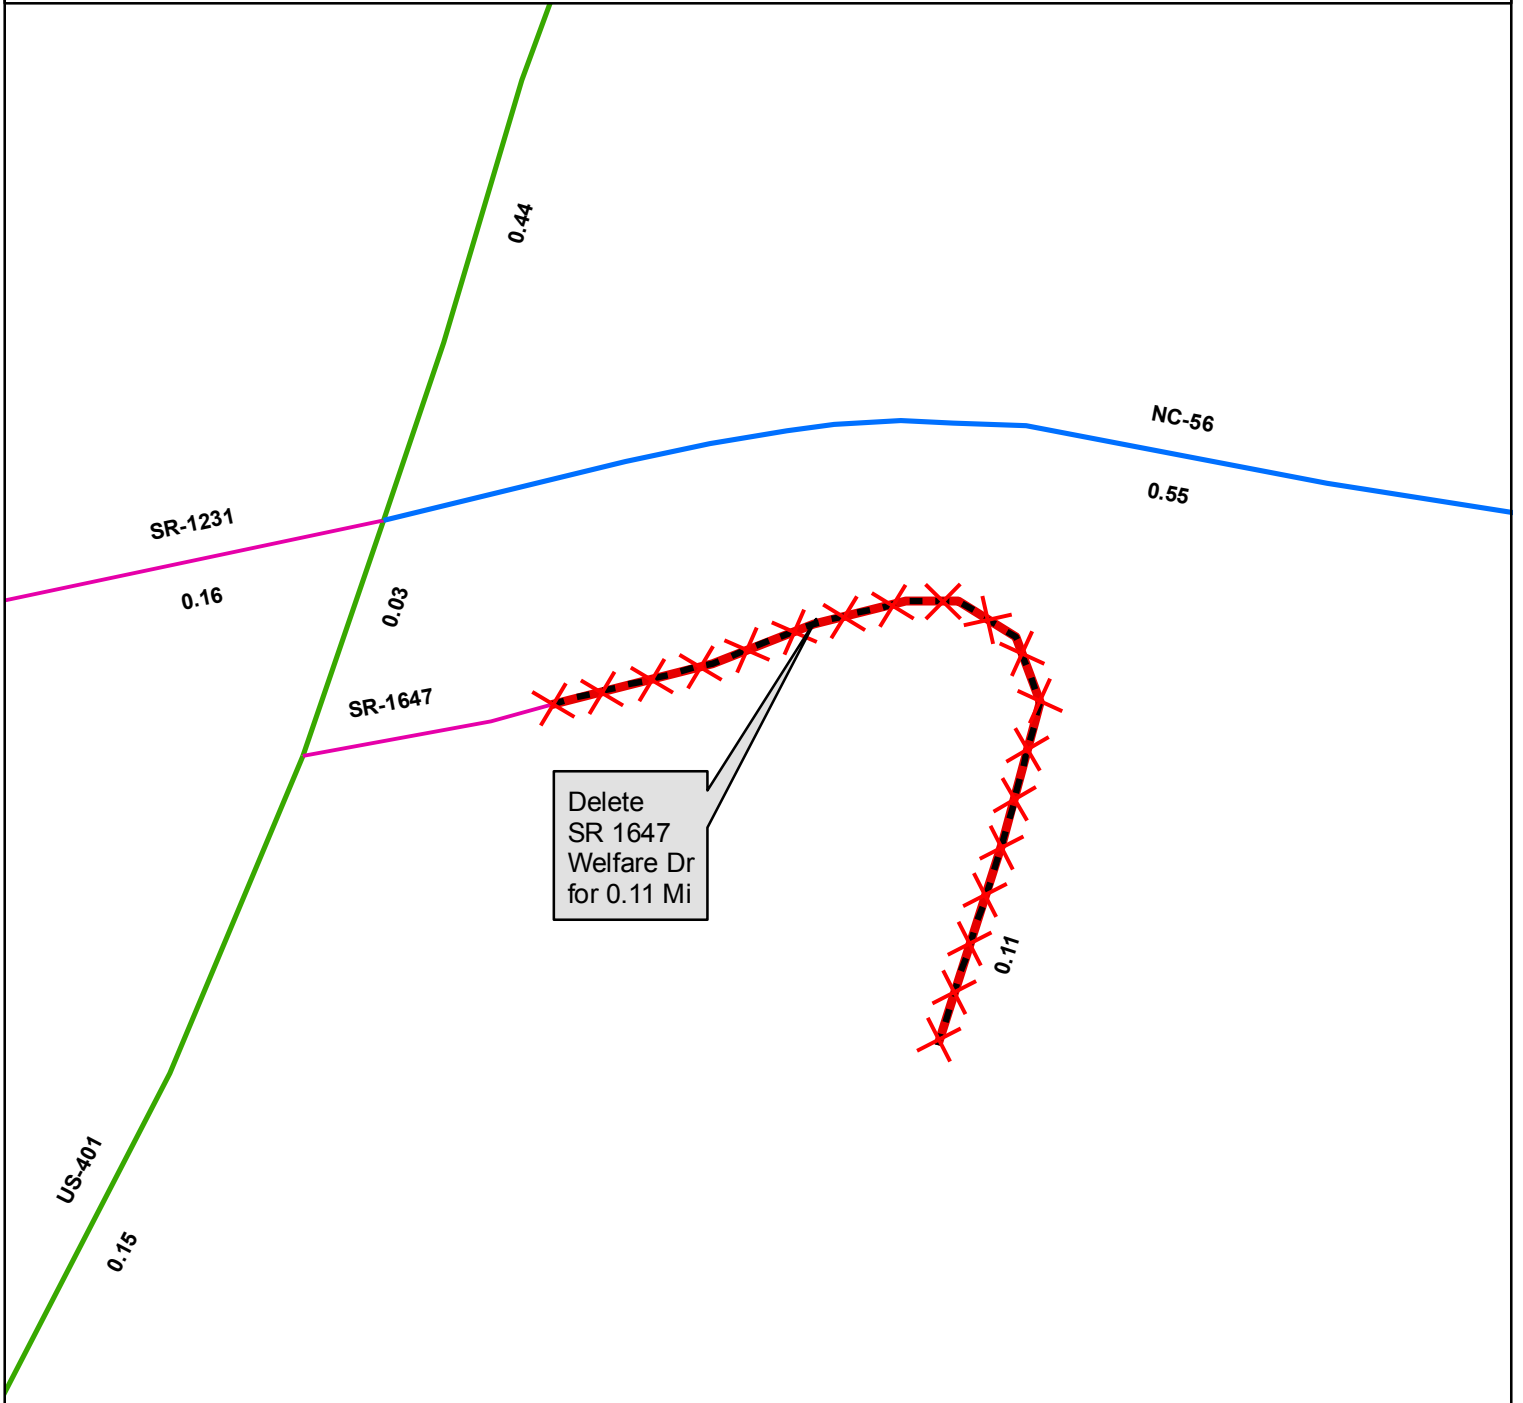 0.44
NC-56
0.55
SR-1231
0.16
0.03
SR-1647
Delete
SR 1647
Welfare Dr
for 0.11 Mi
0.11
US-401
0.15